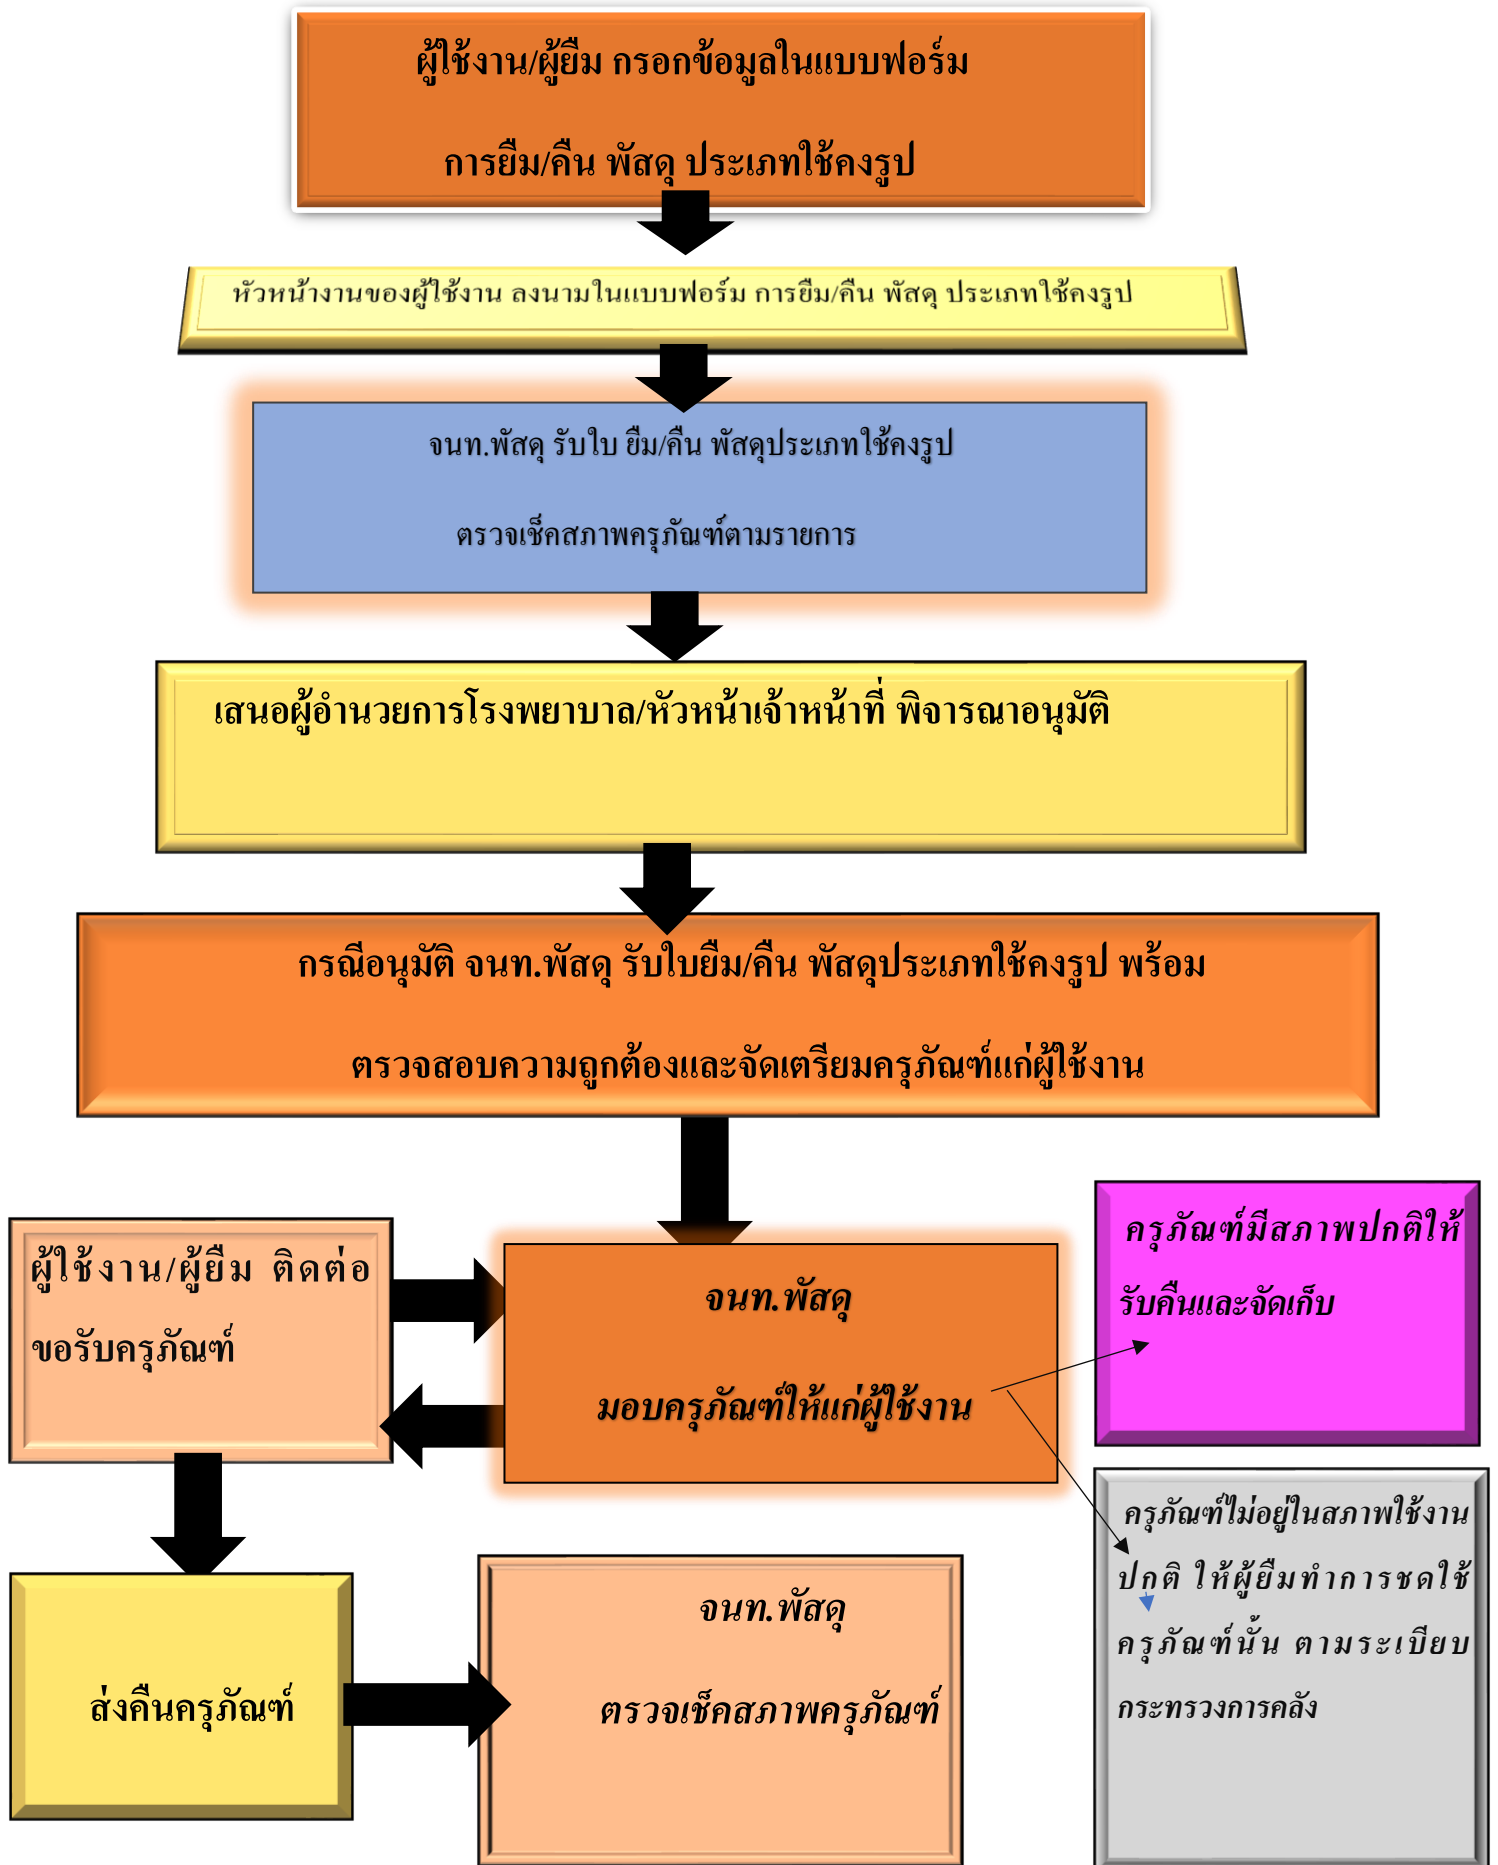 ผู้ใช้งาน/ผู้ยืม กรอกข้อมูลในแบบฟอร์ม
การยืม/คืน พัสดุ ประเภทใช้คงรูป
หัวหน้างานของผู้ใช้งาน ลงนามในแบบฟอร์ม การยืม/คืน พัสดุ ประเภทใช้คงรูป
จนท.พัสดุ รับใบ ยืม/คืน พัสดุประเภทใช้คงรูป
ตรวจเช็คสภาพครุภัณฑ์ตามรายการ
เสนอผู้อำนวยการโรงพยาบาล/หัวหน้าเจ้าหน้าที่ พิจารณาอนุมัติ
กรณีอนุมัติ จนท.พัสดุ รับใบยืม/คืน พัสดุประเภทใช้คงรูป พร้อม
ตรวจสอบความถูกต้องและจัดเตรียมครุภัณฑ์แก่ผู้ใช้งาน
ผู้ใช้งาน/ผู้ยืม ติดต่อ
ขอรับครุภัณฑ์
จนท.พัสดุ
มอบครุภัณฑ์ให้แก่ผู้ใช้งาน
ครุภัณฑ์มีสภาพปกติให้
รับคืนและจัดเก็บ
ครุภัณฑ์ไม่อยู่ในสภาพใช้งาน
ปกติ ให้ผู้ยืมทำการชดใช้
ครุภัณฑ์นั้น ตามระเบียบ
กระทรวงการคลัง
ส่งคืนครุภัณฑ์
จนท.พัสดุ
ตรวจเช็คสภาพครุภัณฑ์